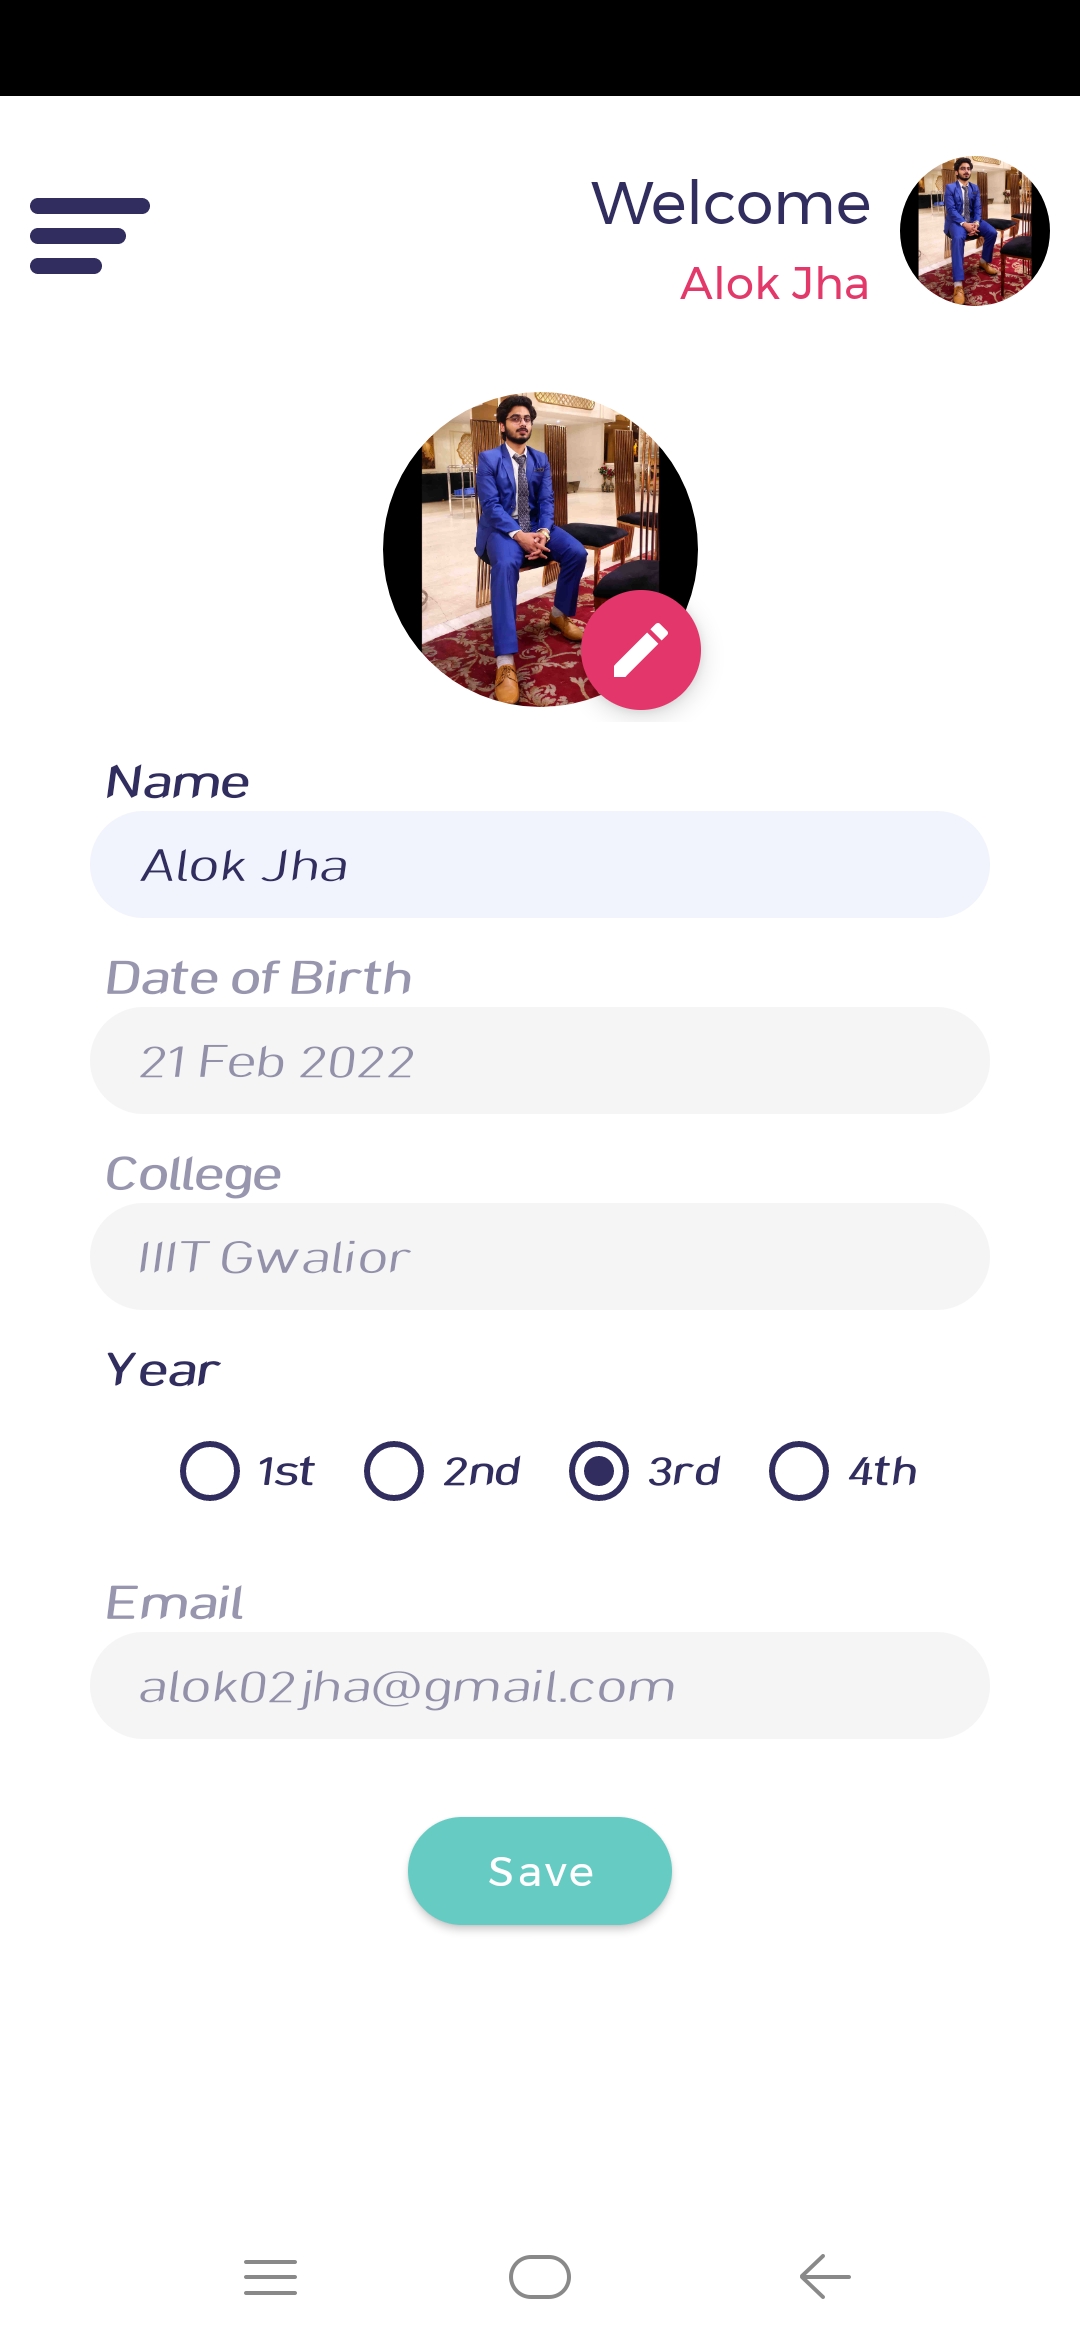 Welcome
Alok Jha
Name
Alok Jha
Date of Birth
21 Feb 2022
College
IIIT Gwalior
Year
1st 2nd 3rd 4th
Email
alok02jha@gmail.com
Save